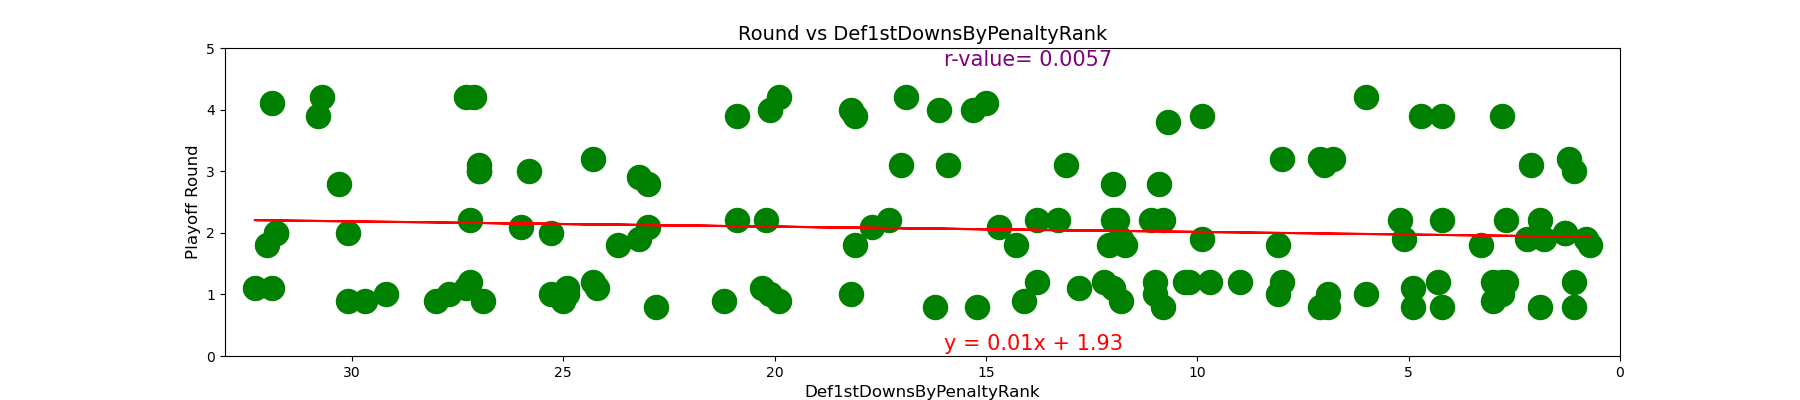 Round vs Def1stDownsByPenaltyRank
r-value= 0.0057
5
4
3
2
1
0
Playoff Round
y = 0.01x + 1.93
30 25 20 15 10 5 0
Def1stDownsByPenaltyRank